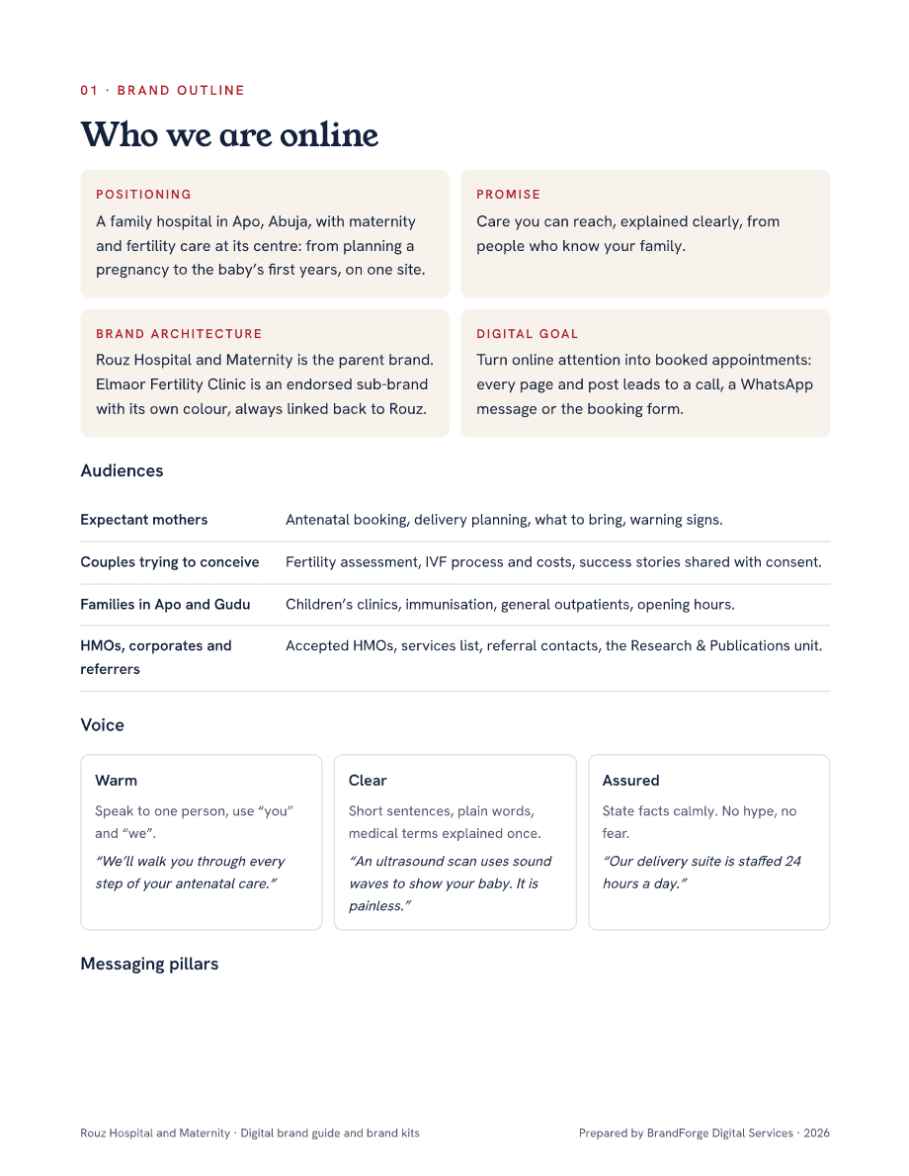 01 · BRAND OUTLINE
Who we are online
POSITIONING
A family hospital in Apo, Abuja, with maternity
and fertility care at its centre: from planning a
pregnancy to the baby’s first years, on one site.
PROMISE
Care you can reach, explained clearly, from
people who know your family.
BRAND ARCHITECTURE
Rouz Hospital and Maternity is the parent brand.
Elmaor Fertility Clinic is an endorsed sub-brand
with its own colour, always linked back to Rouz.
DIGITAL GOAL
Turn online attention into booked appointments:
every page and post leads to a call, a WhatsApp
message or the booking form.
Audiences
Expectant mothers
Antenatal booking, delivery planning, what to bring, warning signs.
Couples trying to conceive
Fertility assessment, IVF process and costs, success stories shared with consent.
Families in Apo and Gudu
Children’s clinics, immunisation, general outpatients, opening hours.
HMOs, corporates and
referrers
Accepted HMOs, services list, referral contacts, the Research & Publications unit.
Voice
Warm
Speak to one person, use “you”
and “we”.
“We’ll walk you through every
step of your antenatal care.”
Clear
Short sentences, plain words,
medical terms explained once.
“An ultrasound scan uses sound
waves to show your baby. It is
painless.”
Assured
State facts calmly. No hype, no
fear.
“Our delivery suite is staffed 24
hours a day.”
Messaging pillars
Rouz Hospital and Maternity · Digital brand guide and brand kits
Prepared by BrandForge Digital Services · 2026